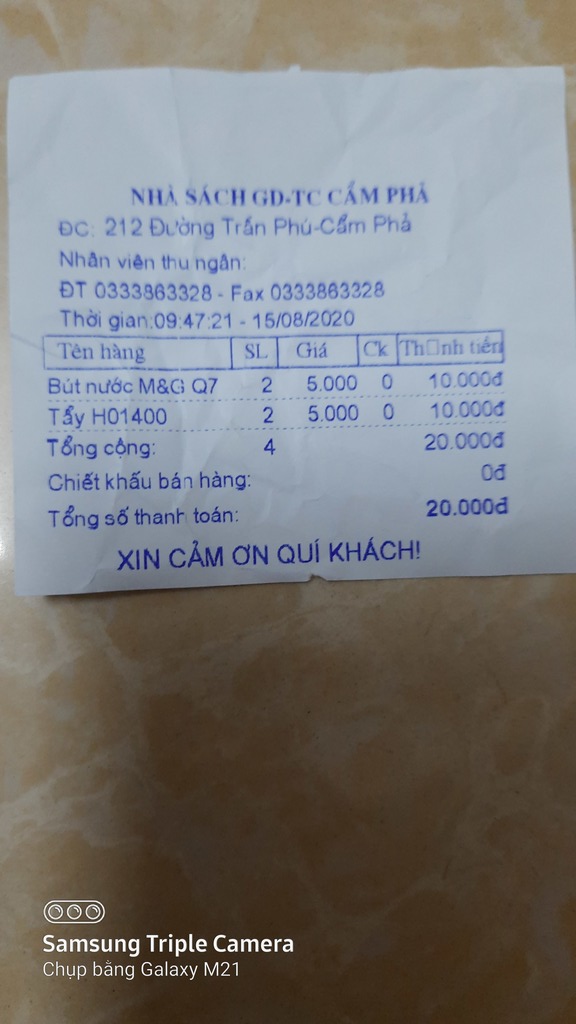 NHÀ SÁCH GD-TC CẨM PHẢ
ĐC: 212 Đường Trần Phú-Cẩm Phả
Nhân viên thu ngân:
ĐT 0333863328 - Fax 0333863328
Thời gian:09:47:21 - 15/08/2020
Tên hàng SL Giá Ck Th□nh tiền
Bút nước M&G Q7 2 5.000 0 10.000đ
Tẩy H01400 2 5.000 0 10.000đ
Tổng cộng: 4 20.000đ
Chiết khấu bán hàng: 0đ
Tổng số thanh toán: 20.000đ
XIN CẢM ƠN QUÍ KHÁCH!
Samsung Triple Camera
Chụp bằng Galaxy M21